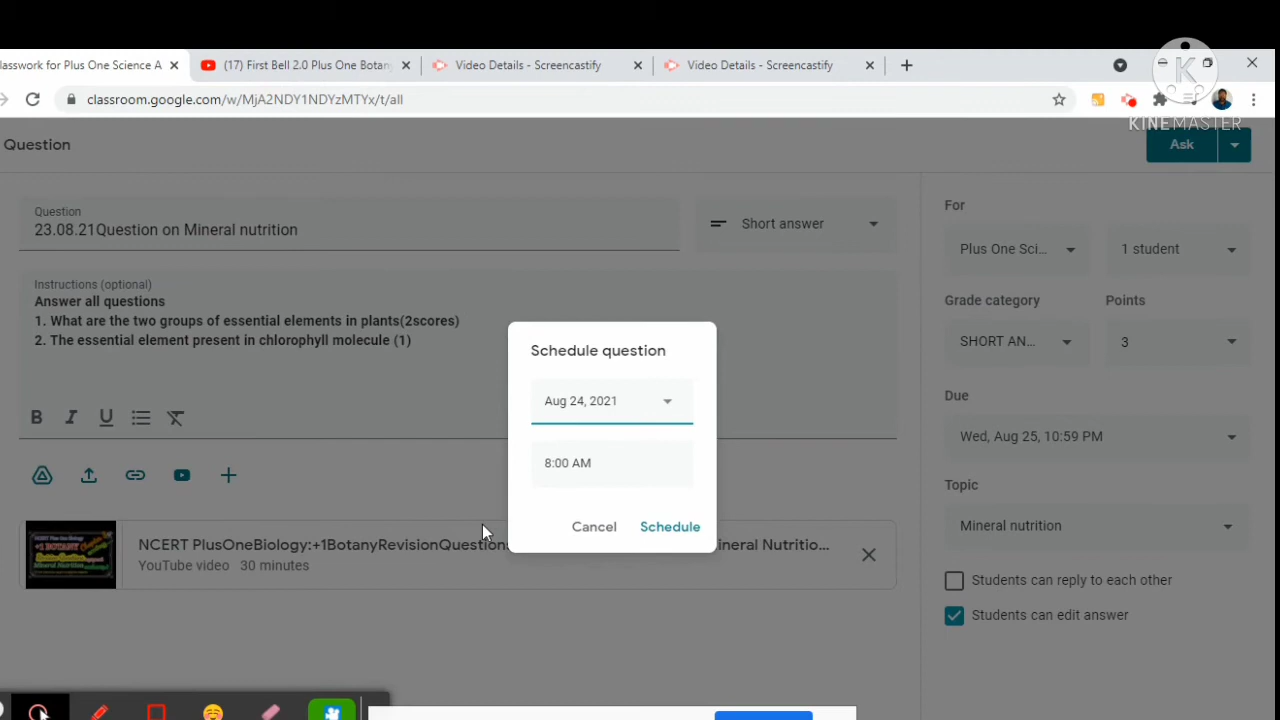 lasswork for Plus One Science A
(17) First Bell 2.0 Plus One Botan
Video Details - Screencastify
Video Details - Screencastify
classroom.google.com/w/MjA2NDY1NDYzMTYx/t/all
K
KINEMASTER
Question
Ask
Question
23.08.21Question on Mineral nutrition
Short answer
Instructions (optional)
Answer all questions
1. What are the two groups of essential elements in plants(2scores)
2. The essential element present in chlorophyll molecule (1)
B I U
NCERT PlusOneBiology:+1BotanyRevisionQuestions
ineral Nutritio...
YouTube video 30 minutes
Schedule question
Aug 24, 2021
8:00 AM
Cancel Schedule
For
Plus One Sci...
1 student
Grade category
Points
SHORT AN...
3
Due
Wed, Aug 25, 10:59 PM
Topic
Mineral nutrition
Students can reply to each other
Students can edit answer